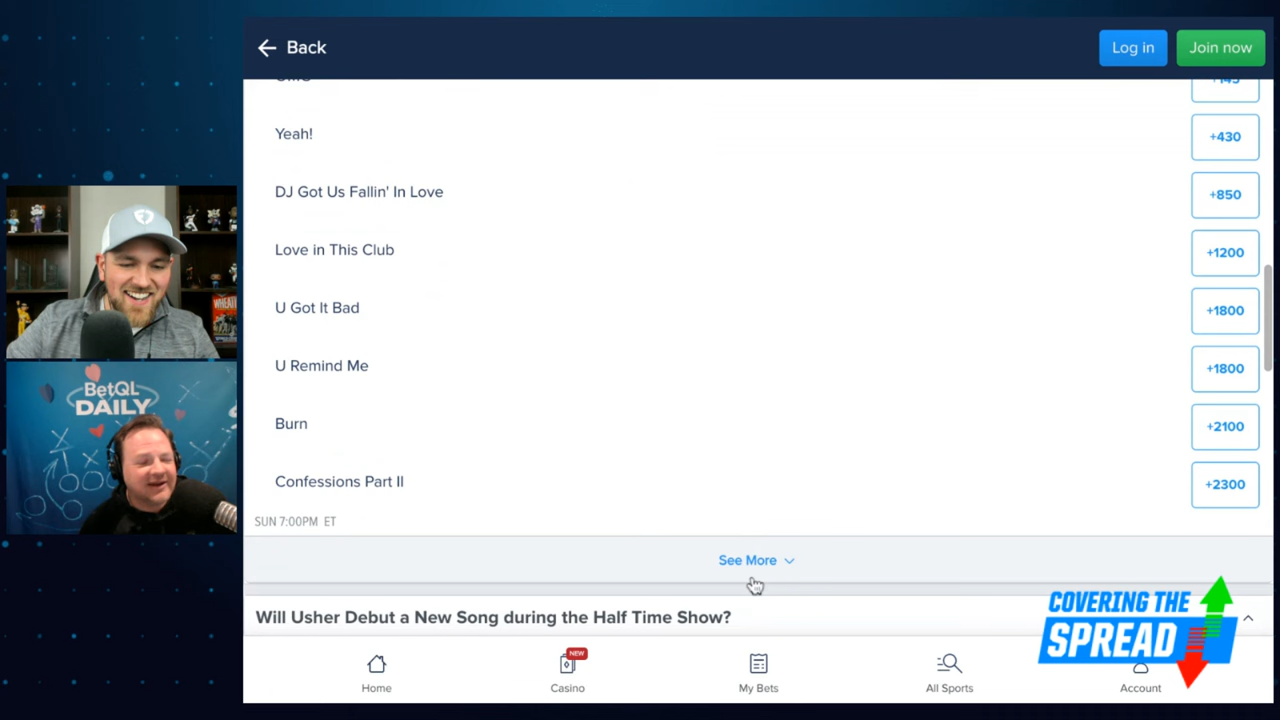 Back
Log in
Join now
Yeah!
+430
DJ Got Us Fallin' In Love
+850
Love in This Club
+1200
U Got It Bad
+1800
U Remind Me
+1800
Burn
+2100
Confessions Part II
+2300
SUN 7:00PM ET
See More
Will Usher Debut a New Song during the Half Time Show?
Home
NEW
Casino
My Bets
All Sports
Account
BetQL
DAILY
WHEATIES
COVERING THE
SPREAD